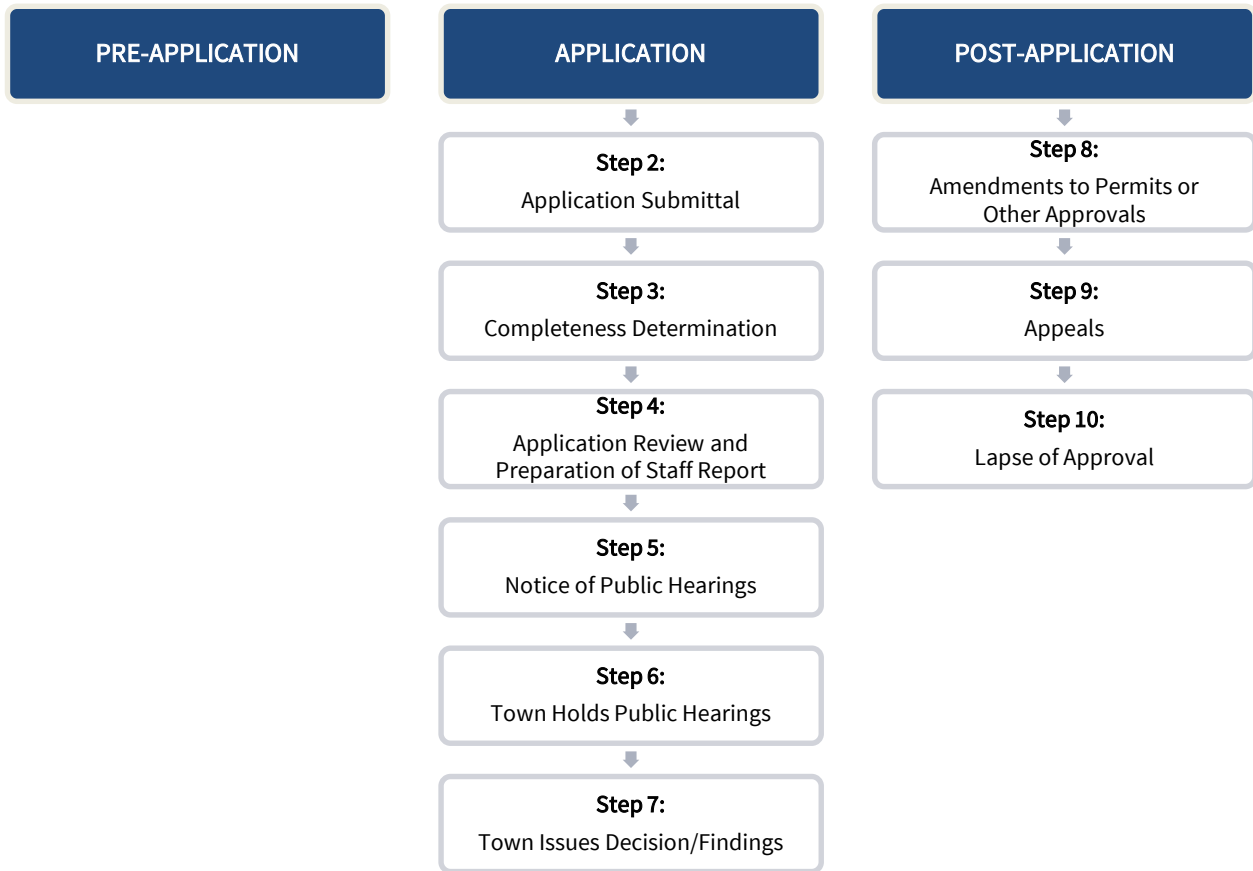 PRE-APPLICATION
APPLICATION
Step 2:
Application Submittal
Step 3:
Completeness Determination
Step 4:
Application Review and
Preparation of Staff Report
Step 5:
Notice of Public Hearings
Step 6:
Town Holds Public Hearings
Step 7:
Town Issues Decision/Findings
POST-APPLICATION
Step 8:
Amendments to Permits or
Other Approvals
Step 9:
Appeals
Step 10:
Lapse of Approval